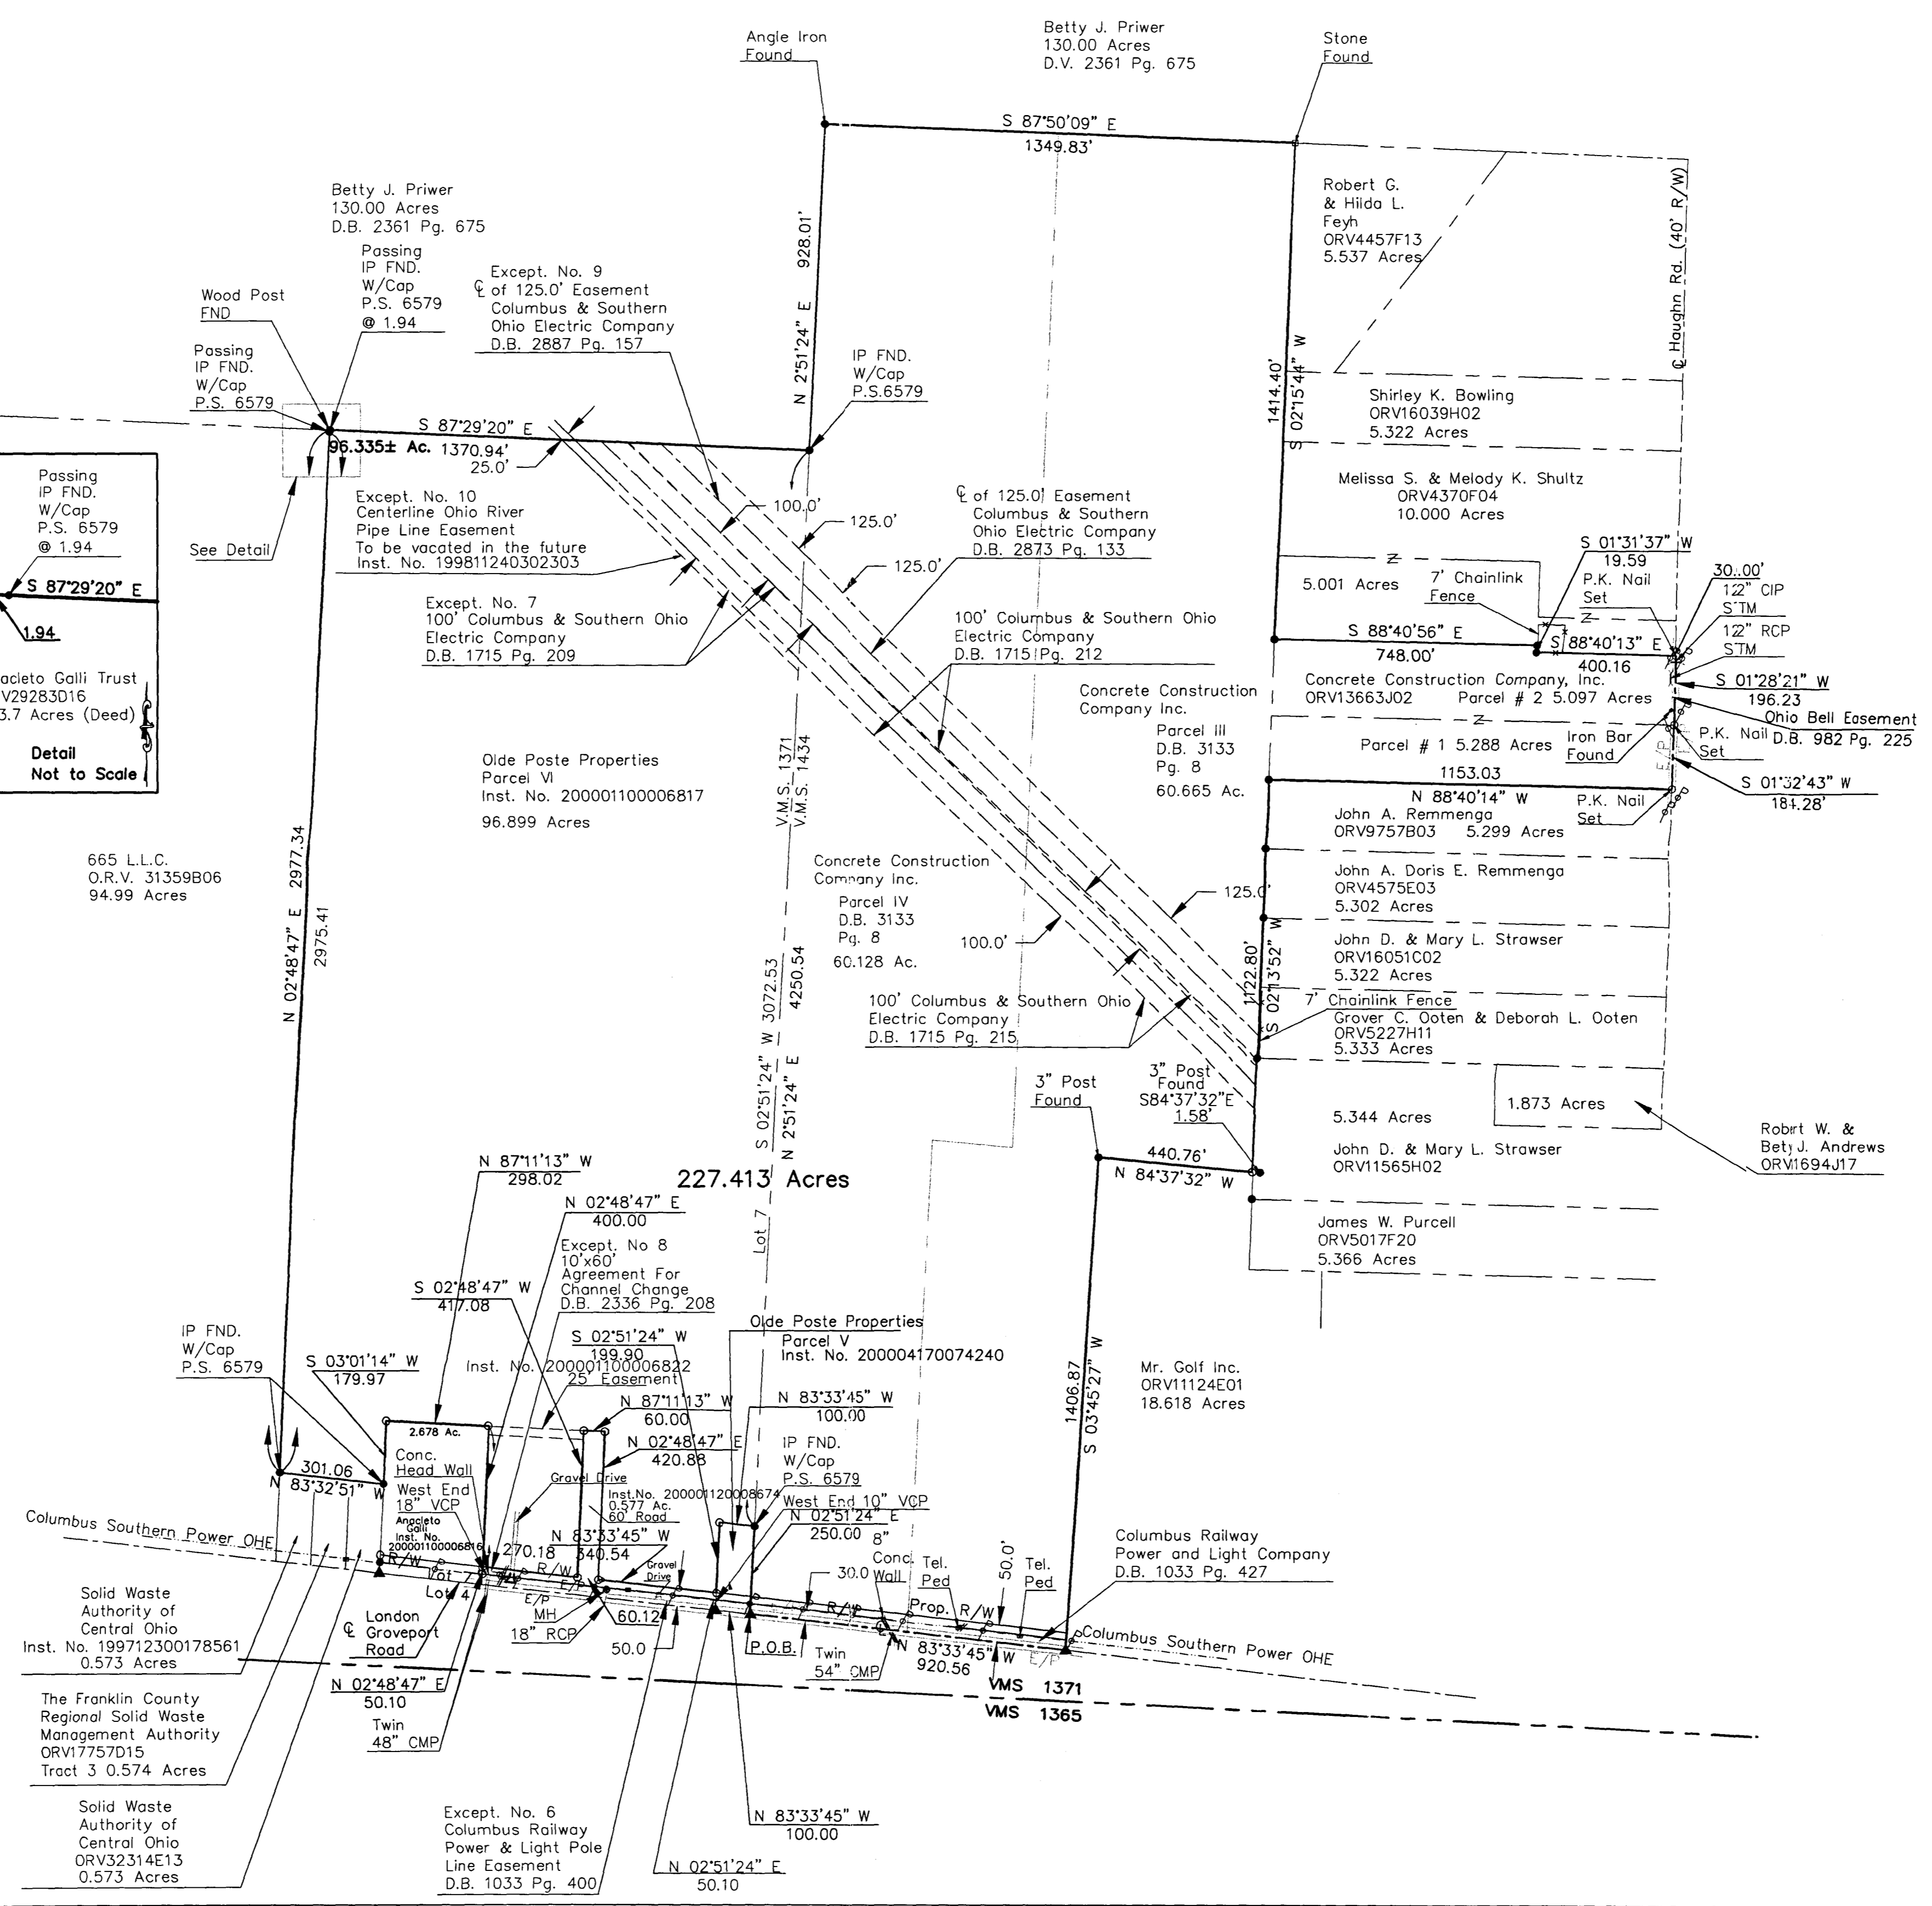 Betty J. Priwer
130.00 Acres
D.V. 2361 Pg. 675
Angle Iron
Found
Stone
Found
S 87°50'09" E
1349.83'
Betty J. Priwer
130.00 Acres
D.B. 2361 Pg. 675
Passing
IP FND.
W/Cap
P.S. 6579
@ 1.94
Wood Post
FND
Passing
IP FND.
W/Cap
P.S. 6579
Except. No. 9
℄ of 125.0' Easement
Columbus & Southern
Ohio Electric Company
D.B. 2887 Pg. 157
N 2°51'24" E 928.01'
IP FND.
W/Cap
P.S.6579
Robert G.
& Hilda L.
Feyh
ORV4457F13
5.537 Acres
℄ Haughn Rd. (40' R/W)
1414.40'
S 02°15'44" W
Shirley K. Bowling
ORV16039H02
5.322 Acres
S 87°29'20" E
96.335± Ac. 1370.94'
25.0'
See Detail
Except. No. 10
Centerline Ohio River
Pipe Line Easement
To be vacated in the future
Inst. No. 199811240302303
100.0'
125.0'
125.0'
℄ of 125.0' Easement
Columbus & Southern
Ohio Electric Company
D.B. 2873 Pg. 133
Melissa S. & Melody K. Shultz
ORV4370F04
10.000 Acres
Passing
IP FND.
W/Cap
P.S. 6579
@ 1.94
S 87°29'20" E
1.94
acleto Galli Trust
V29283D16
3.7 Acres (Deed)
Detail
Not to Scale
Except. No. 7
100' Columbus & Southern Ohio
Electric Company
D.B. 1715 Pg. 209
100' Columbus & Southern Ohio
Electric Company
D.B. 1715 Pg. 212
Z
5.001 Acres
7' Chainlink
Fence
S 01°31'37" W
19.59
P.K. Nail
Set
30.00'
12" CIP
STM
12" RCP
STM
Z
S 88°40'56" E
748.00'
S 88°40'13" E
400.16
Concrete Construction Company, Inc.
ORV13663J02 Parcel # 2 5.097 Acres
S 01°28'21" W
196.23
Ohio Bell Easement
D.B. 982 Pg. 225
Z
Parcel # 1 5.288 Acres
Iron Bar
Found
P.K. Nail
Set
E/P
1153.03
N 88°40'14" W
P.K. Nail
Set
S 01°32'43" W
184.28'
Concrete Construction
Company Inc.
Parcel III
D.B. 3133
Pg. 8
60.665 Ac.
Olde Poste Properties
Parcel VI
Inst. No. 200001100006817
96.899 Acres
V.M.S. 1371
V.M.S. 1434
John A. Remmenga
ORV9757B03 5.299 Acres
665 L.L.C.
O.R.V. 31359B06
94.99 Acres
N 02°48'47" E 2977.34
2975.41
Concrete Construction
Company Inc.
Parcel IV
D.B. 3133
Pg. 8
60.128 Ac.
125.0'
100.0'
John A. Doris E. Remmenga
ORV4575E03
5.302 Acres
John D. & Mary L. Strawser
ORV16051C02
5.322 Acres
1122.80'
S 02°13'52" W
7' Chainlink Fence
Grover C. Ooten & Deborah L. Ooten
ORV5227H11
5.333 Acres
S 02°51'24" W 3072.53
N 2°51'24" E 4250.54
100' Columbus & Southern Ohio
Electric Company
D.B. 1715 Pg. 215
3" Post
Found
3" Post
Found
S84°37'32"E
1.58'
440.76'
N 84°37'32" W
5.344 Acres
John D. & Mary L. Strawser
ORV11565H02
1.873 Acres
Robert W. &
Bety J. Andrews
ORV1694J17
James W. Purcell
ORV5017F20
5.366 Acres
N 87°11'13" W
298.02
227.413 Acres
Lot 7
N 02°48'47" E
400.00
Except. No 8
10'x60'
Agreement For
Channel Change
D.B. 2336 Pg. 208
S 02°48'47" W
417.08
Olde Poste Properties
Parcel V
Inst. No. 200004170074240
IP FND.
W/Cap
P.S. 6579
S 03°01'14" W
179.97
S 02°51'24" W
199.90
Inst. No. 200001100006822
25' Easement
N 87°11'13" W
60.00
N 83°33'45" W
100.00
Mr. Golf Inc.
ORV11124E01
18.618 Acres
1406.87
S 03°45'27" W
2.678 Ac.
N 02°48'47" E
420.88
IP FND.
W/Cap
P.S. 6579
301.06
N 83°32'51" W
Conc.
Head Wall
West End
18" VCP
Anacleto
Galli
Inst. No.
200001100006816
Gravel Drive
Inst.No. 200001120008674
0.577 Ac.
60' Road
West End 10" VCP
N 02°51'24" E
250.00
N 83°33'45" W
340.54
270.18
R/W
R/W
E/P
E/P
Gravel
Drive
Lot 4
Columbus Southern Power OHE
30.0
8"
Conc.
Wall
Tel.
Ped
50.0'
Tel.
Ped
Columbus Railway
Power and Light Company
D.B. 1033 Pg. 427
Prop. R/W
R/W
MH
18" RCP
60.12
50.0
P.O.B.
Twin
54" CMP
N 83°33'45" W
920.56
E/P
Columbus Southern Power OHE
Solid Waste
Authority of
Central Ohio
Inst. No. 199712300178561
0.573 Acres
℄ London
Groveport
Road
N 02°48'47" E
50.10
Twin
48" CMP
VMS 1371
VMS 1365
The Franklin County
Regional Solid Waste
Management Authority
ORV17757D15
Tract 3 0.574 Acres
Solid Waste
Authority of
Central Ohio
ORV32314E13
0.573 Acres
Except. No. 6
Columbus Railway
Power & Light Pole
Line Easement
D.B. 1033 Pg. 400
N 83°33'45" W
100.00
N 02°51'24" E
50.10